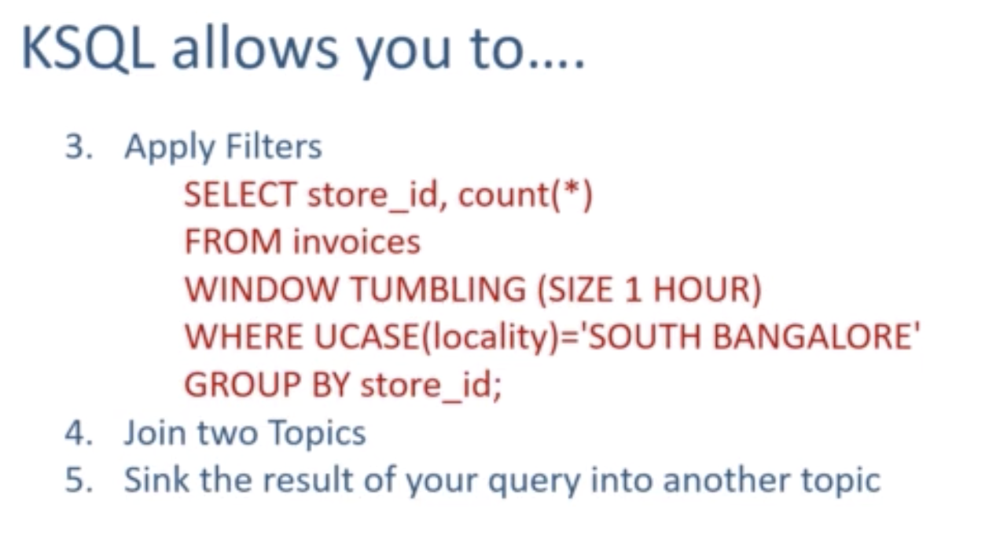 KSQL allows you to....
3. Apply Filters
SELECT store_id, count(*)
FROM invoices
WINDOW TUMBLING (SIZE 1 HOUR)
WHERE UCASE(locality)='SOUTH BANGALORE'
GROUP BY store_id;
4. Join two Topics
5. Sink the result of your query into another topic